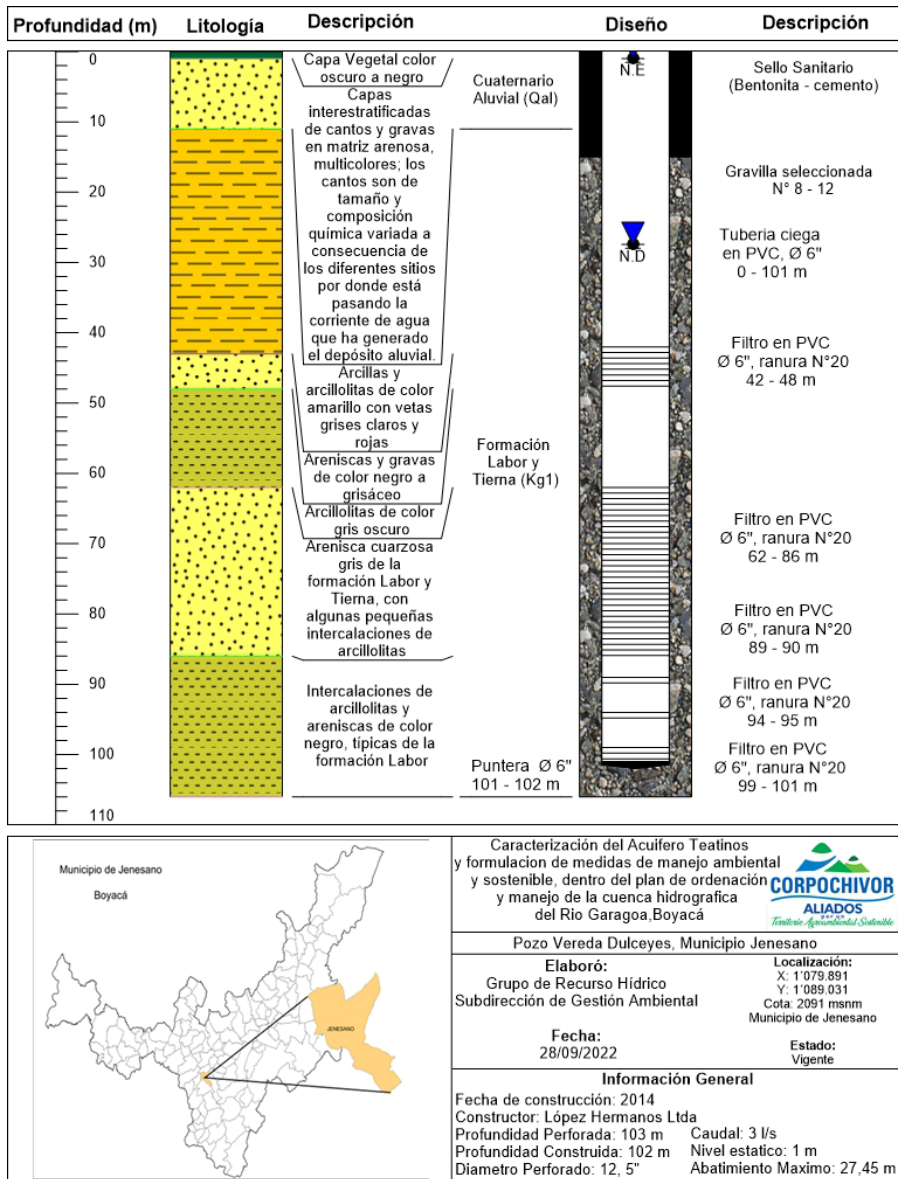 Profundidad (m)
Litología
Descripción
Diseño
Descripción
0
10
20
30
40
50
60
70
80
90
100
110
Capa Vegetal color
oscuro a negro
Capas
interestratificadas
de cantos y gravas
en matriz arenosa,
multicolores; los
cantos son de
tamaño y
composición
química variada a
consecuencia de
los diferentes sitios
por donde está
pasando la
corriente de agua
que ha generado
el depósito aluvial.
Arcillas y
arcillolitas de color
amarillo con vetas
grises claros y
rojas
Areniscas y gravas
de color negro a
grisáceo
Arcillolitas de color
gris oscuro
Arenisca cuarzosa
gris de la
formación Labor y
Tierna, con
algunas pequeñas
intercalaciones de
arcillolitas
Intercalaciones de
arcillolitas y
areniscas de color
negro, típicas de la
formación Labor
Cuaternario
Aluvial (Qal)
Formación
Labor y
Tierna (Kg1)
Puntera Ø 6"
101 - 102 m
N.E
N.D
Sello Sanitario
(Bentonita - cemento)
Gravilla seleccionada
N° 8 - 12
Tuberia ciega
en PVC, Ø 6"
0 - 101 m
Filtro en PVC
Ø 6", ranura N°20
42 - 48 m
Filtro en PVC
Ø 6", ranura N°20
62 - 86 m
Filtro en PVC
Ø 6", ranura N°20
89 - 90 m
Filtro en PVC
Ø 6", ranura N°20
94 - 95 m
Filtro en PVC
Ø 6", ranura N°20
99 - 101 m
Municipio de Jenesano
Boyacá
JENESANO
Caracterización del Acuífero Teatinos
y formulacion de medidas de manejo ambiental
y sostenible, dentro del plan de ordenación
y manejo de la cuenca hidrografica
del Rio Garagoa,Boyacá
CORPOCHIVOR
ALIADOS
por un
Territorio Agroambiental Sostenible
Pozo Vereda Dulceyes, Municipio Jenesano
Elaboró:
Grupo de Recurso Hídrico
Subdirección de Gestión Ambiental
Fecha:
28/09/2022
Localización:
X: 1'079.891
Y: 1'089.031
Cota: 2091 msnm
Municipio de Jenesano
Estado:
Vigente
Información General
Fecha de construcción: 2014
Constructor: López Hermanos Ltda
Profundidad Perforada: 103 m
Caudal: 3 l/s
Profundidad Construida: 102 m
Nivel estatico: 1 m
Diametro Perforado: 12, 5"
Abatimiento Maximo: 27,45 m